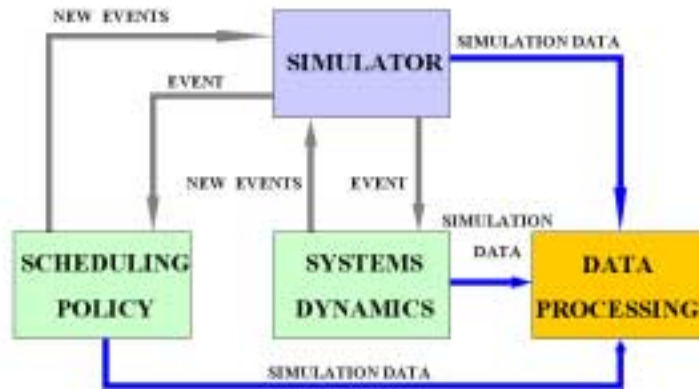 NEW EVENTS
SIMULATION DATA
SIMULATOR
EVENT
NEW EVENTS
EVENT
SIMULATION
DATA
SCHEDULING
POLICY
SYSTEMS
DYNAMICS
DATA
PROCESSING
SIMULATION DATA